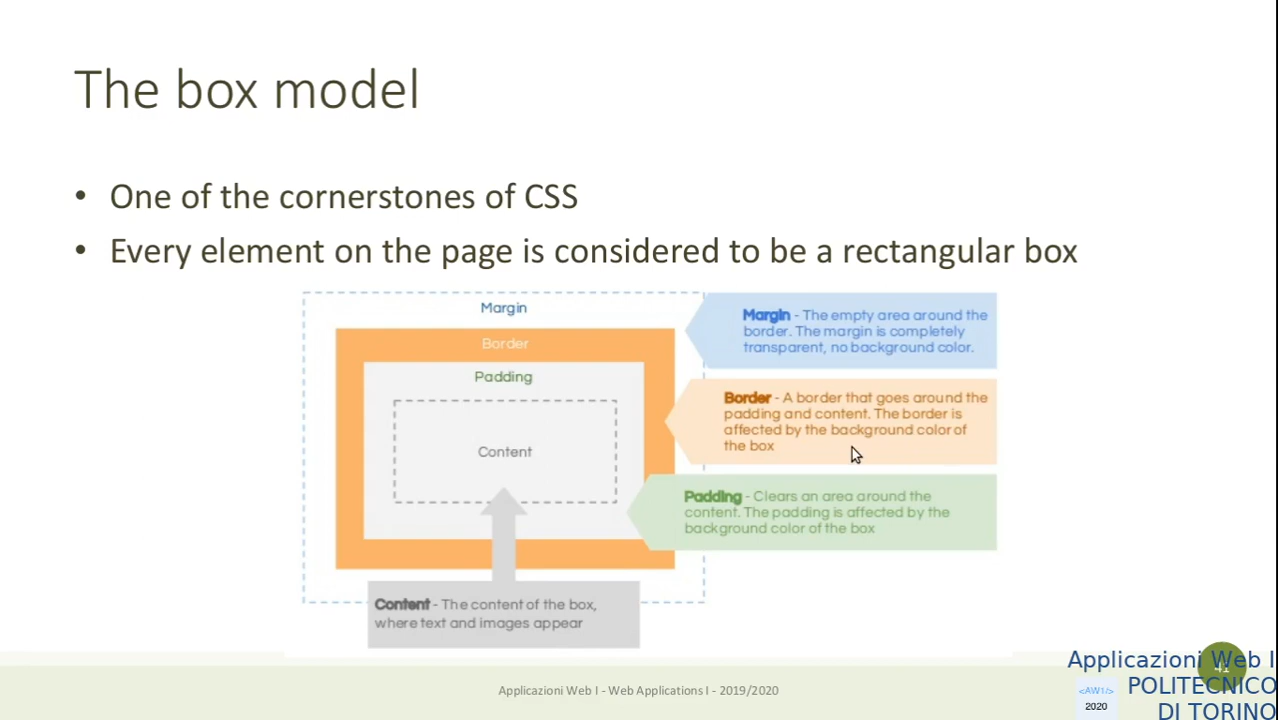 The box model
• One of the cornerstones of CSS
• Every element on the page is considered to be a rectangular box
Margin
Border
Padding
Content
Margin - The empty area around the
border. The margin is completely
transparent, no background color.
Border - A border that goes around the
padding and content. The border is
affected by the background color of
the box
Padding - Clears an area around the
content. The padding is affected by the
background color of the box
Content - The content of the box,
where text and images appear
Applicazioni Web I - Web Applications I - 2019/2020
41
Applicazioni Web I
POLITECNICO
DI TORINO
<AW1/>
2020